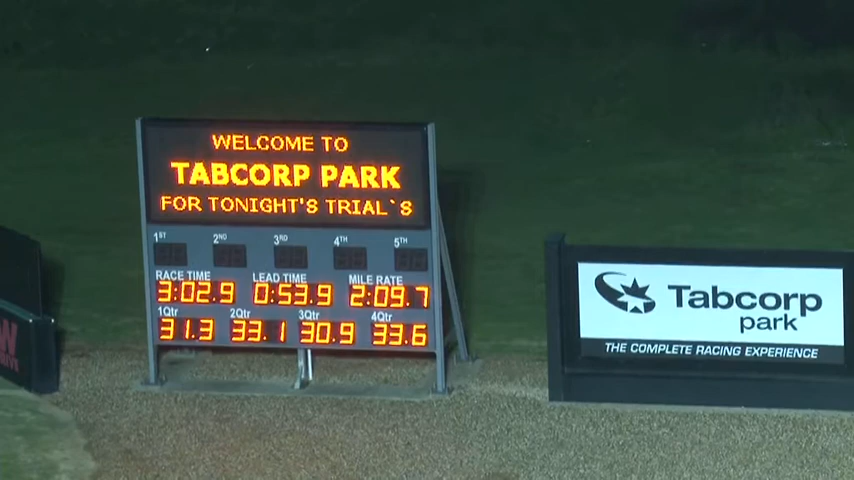 WELCOME TO
TABCORP PARK
FOR TONIGHT'S TRIAL`S
1ST 2ND 3RD 4TH 5TH
RACE TIME LEAD TIME MILE RATE
3:02.9 0:53.9 2:09.7
1Qtr 2Qtr 3Qtr 4Qtr
31.3 33.1 30.9 33.6
Tabcorp
park
THE COMPLETE RACING EXPERIENCE